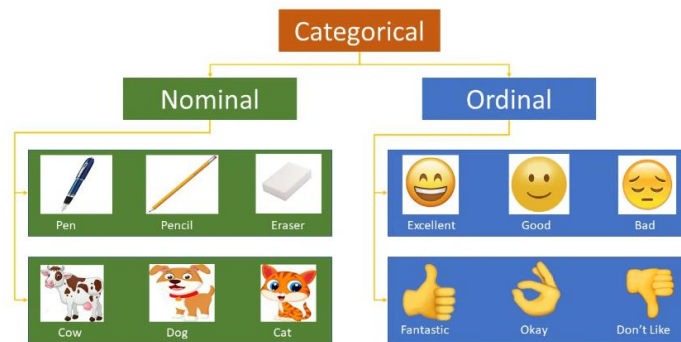 Categorical
Nominal
Ordinal
Pen Pencil Eraser
Excellent Good Bad
Cow Dog Cat
Fantastic Okay Don't Like